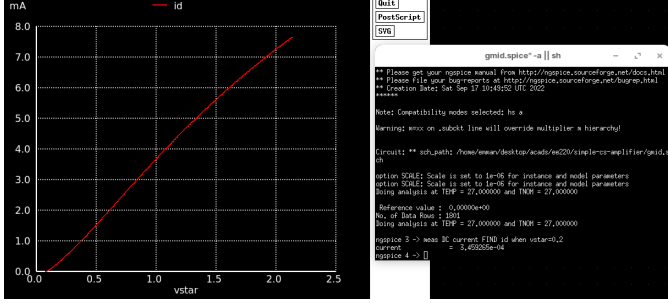 mA
id
8.0
7.0
6.0
5.0
4.0
3.0
2.0
1.0
0.0
0.0 0.5 1.0 1.5 2.0 2.5
vstar
Quit
PostScript
SVG
gmid.spice" -a || sh
** Please get your ngspice manual from http://ngspice.sourceforge.net/docs.html
** Please file your bug-reports at http://ngspice.sourceforge.net/bugrep.html
** Creation Date: Sat Sep 17 10:49:52 UTC 2022
******
Note: Compatibility modes selected: hs a
Warning: m=xx on .subckt line will override multiplier m hierarchy!
Circuit: ** sch_path: /home/emman/desktop/acads/ee220/simple-cs-amplifier/gmid.s
ch
option SCALE: Scale is set to 1e-06 for instance and model parameters
option SCALE: Scale is set to 1e-06 for instance and model parameters
Doing analysis at TEMP = 27.000000 and TNOM = 27.000000
Reference value : 0.00000e+00
No. of Data Rows : 1801
Doing analysis at TEMP = 27.000000 and TNOM = 27.000000
ngspice 3 -> meas DC current FIND id when vstar=0.2
current = 3.459265e-04
ngspice 4 ->